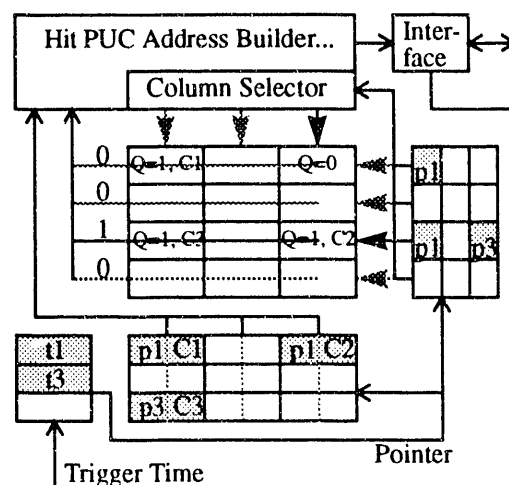 Hit PUC Address Builder...
Inter-
face
Column Selector
0
Q=1, C1
Q=0
p1
0
1
Q=1, C3
Q=1, C2
p1
p3
0
t1
p1 C1
p1 C2
t3
p3 C3
Pointer
Trigger Time